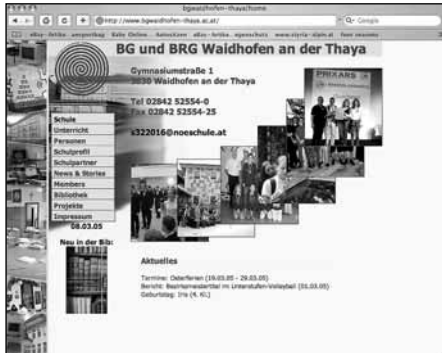 bgwaidhofen-thaya/home
http://www.bgwaidhofen-thaya.ac.at/
Q- Google
BG und BRG Waidhofen an der Thaya
Gymnasiumstraße 1
3830 Waidhofen an der Thaya
Tel 02842 52554-0
Fax 02842 52554-25
s322016@noeschule.at
PRIXARS
Schule
Unterricht
Personen
Schulprofil
Schulpartner
News & Stories
Members
Bibliothek
Projekte
Impressum
08.03.05
Neu in der Bib:
Aktuelles
Termine: Osterferien (19.03.05 - 29.03.05)
Bericht: Bezirksmeistertitel im Unterstufen-Volleyball (01.03.05)
Geburtstag: Iris (4. Kl.)